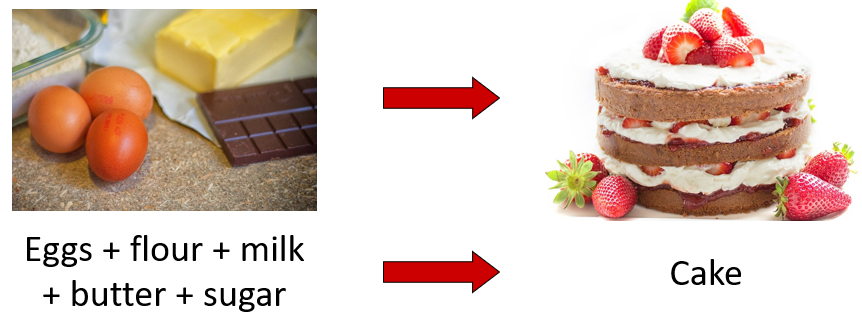 Eggs + flour + milk
+ butter + sugar
Cake